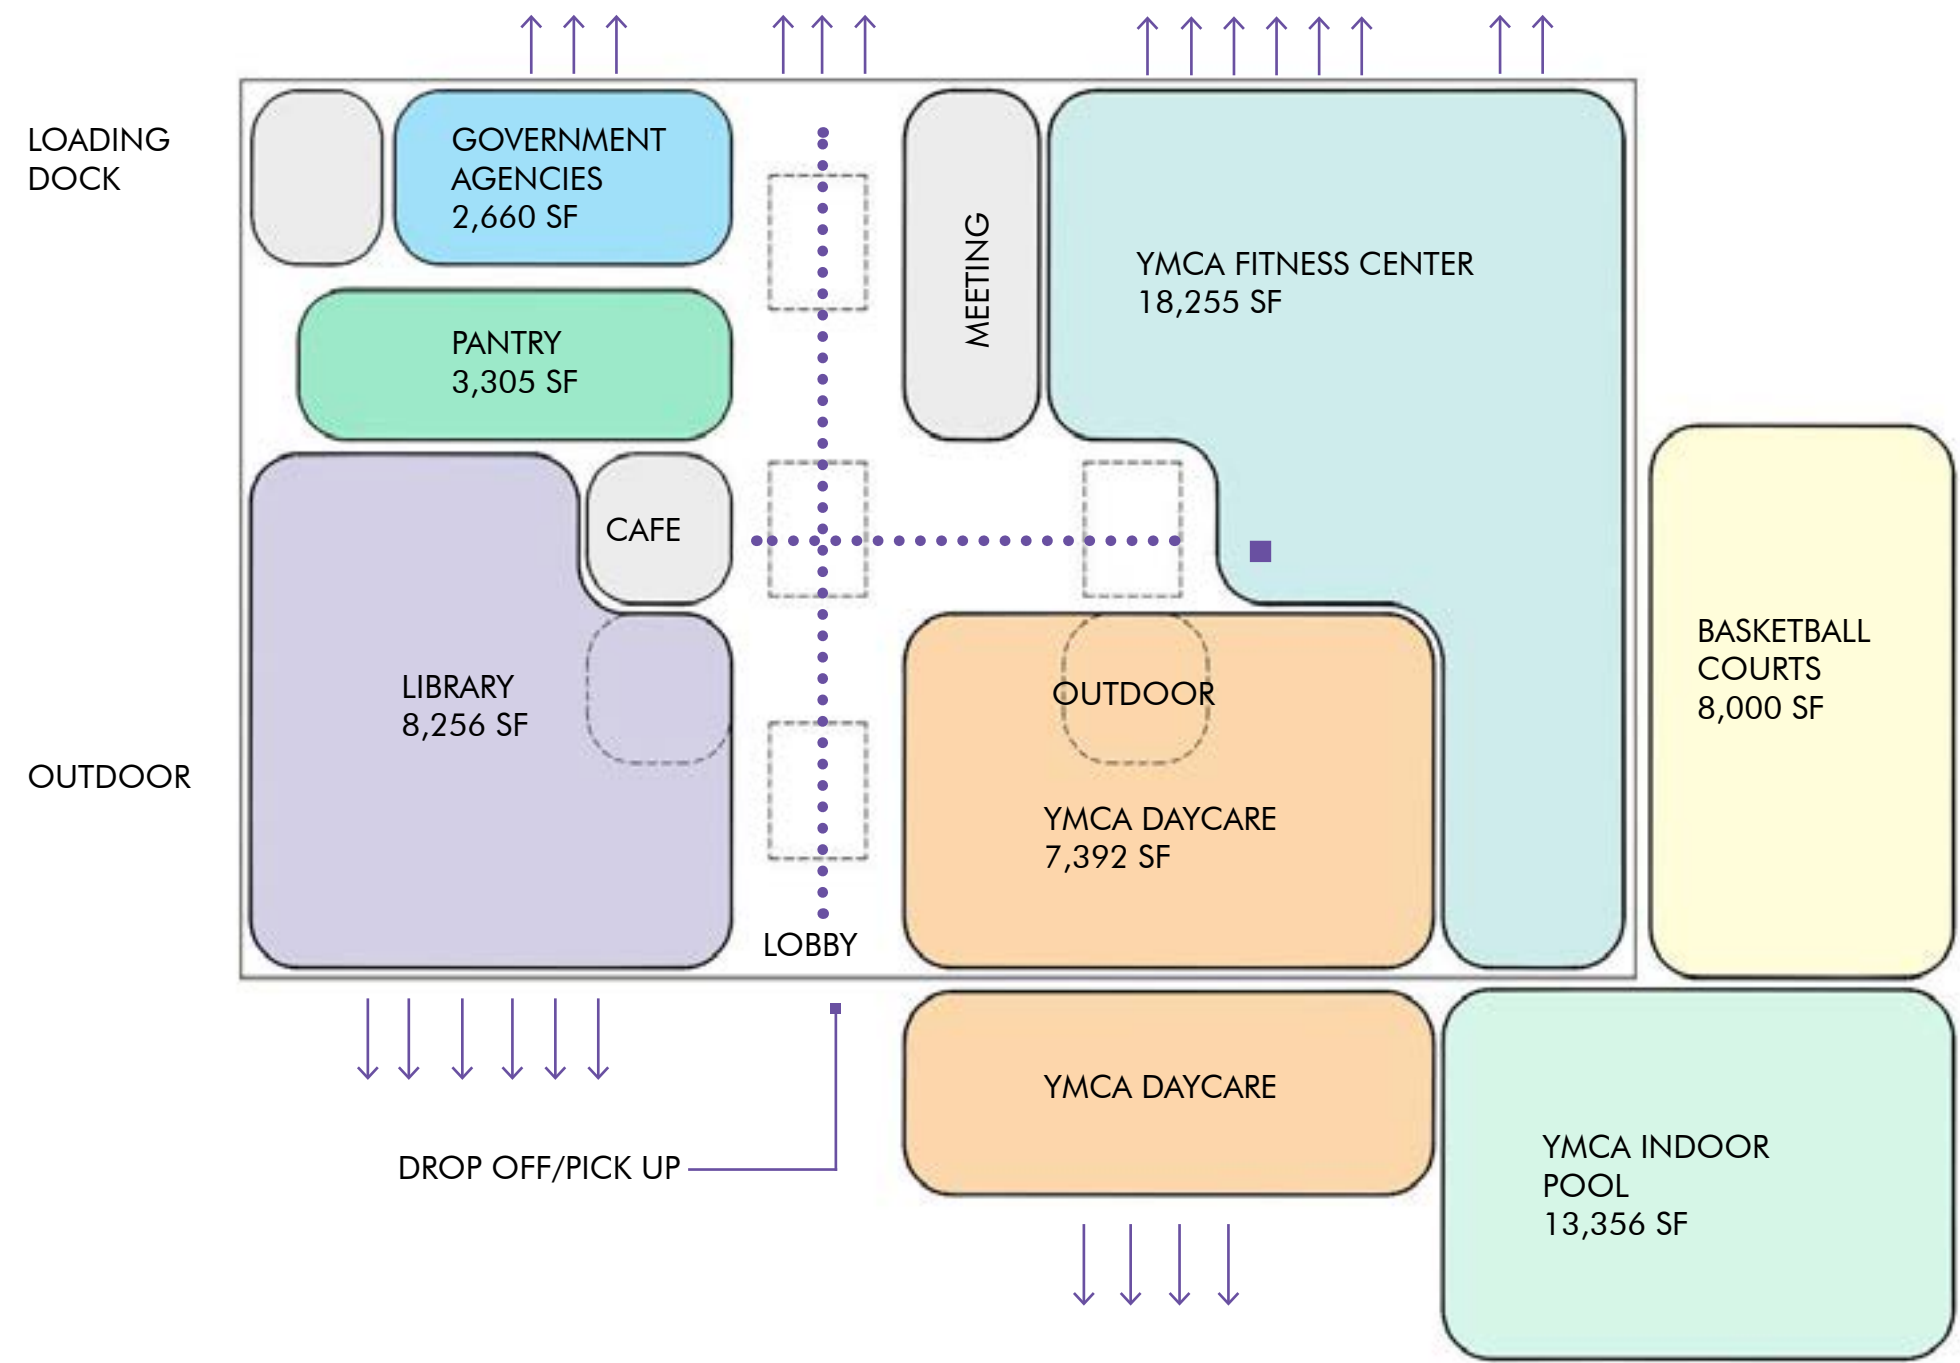 LOADING
DOCK
GOVERNMENT
AGENCIES
2,660 SF
PANTRY
3,305 SF
MEETING
YMCA FITNESS CENTER
18,255 SF
CAFE
LIBRARY
8,256 SF
OUTDOOR
OUTDOOR
YMCA DAYCARE
7,392 SF
BASKETBALL
COURTS
8,000 SF
LOBBY
DROP OFF/PICK UP
YMCA DAYCARE
YMCA INDOOR
POOL
13,356 SF